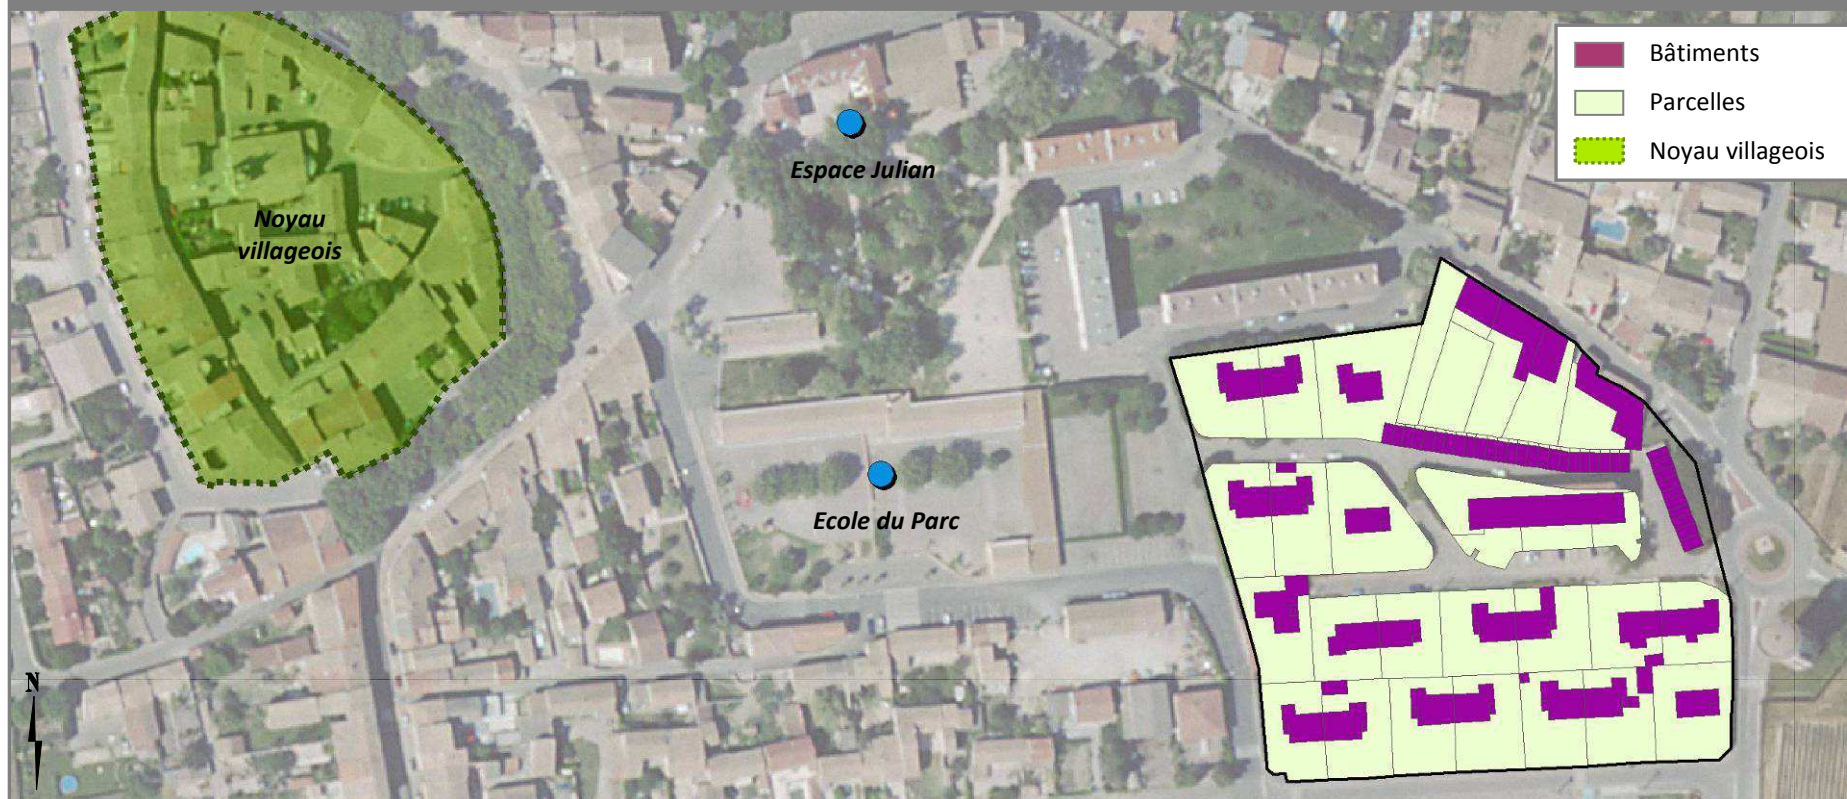 Bâtiments
Parcelles
Noyau villageois
Espace Julian
Noyau
villageois
Ecole du Parc
N